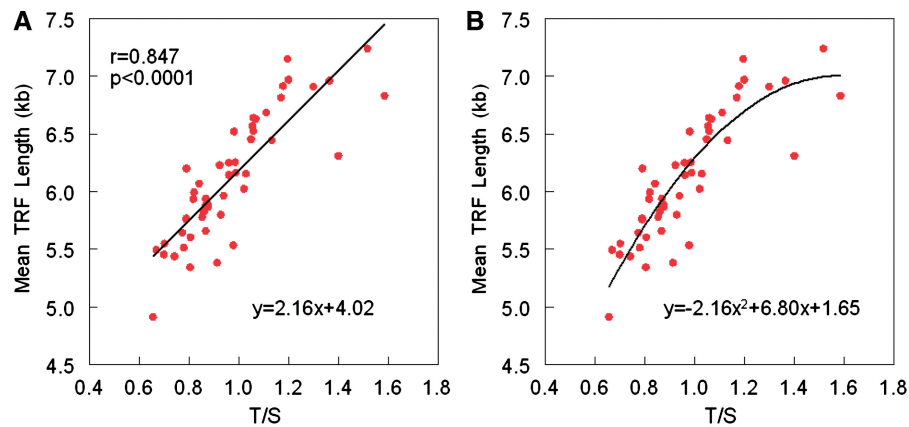 A
Mean TRF Length (kb)
7.5
7.0
6.5
6.0
5.5
5.0
4.5
r=0.847
p<0.0001
y=2.16x+4.02
0.4 0.6 0.8 1.0 1.2 1.4 1.6 1.8
T/S
B
Mean TRF Length (kb)
7.5
7.0
6.5
6.0
5.5
5.0
4.5
y=-2.16x²+6.80x+1.65
0.4 0.6 0.8 1.0 1.2 1.4 1.6 1.8
T/S